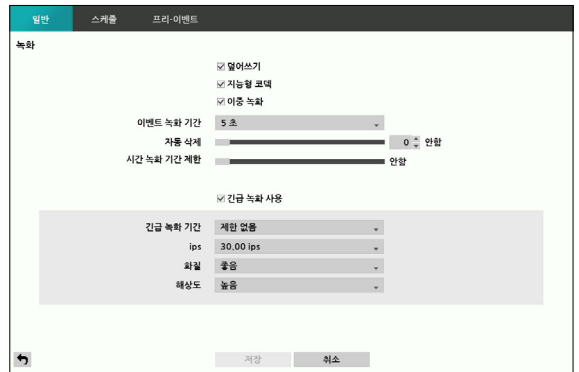 일반 스케줄 프리-이벤트
녹화
덮어쓰기
지능형 코덱
이중 녹화
이벤트 녹화 기간 5 초
자동 삭제 0 안함
시간 녹화 기간 제한 안함
긴급 녹화 사용
긴급 녹화 기간 제한 없음
ips 30.00 ips
화질 좋음
해상도 높음
저장 취소